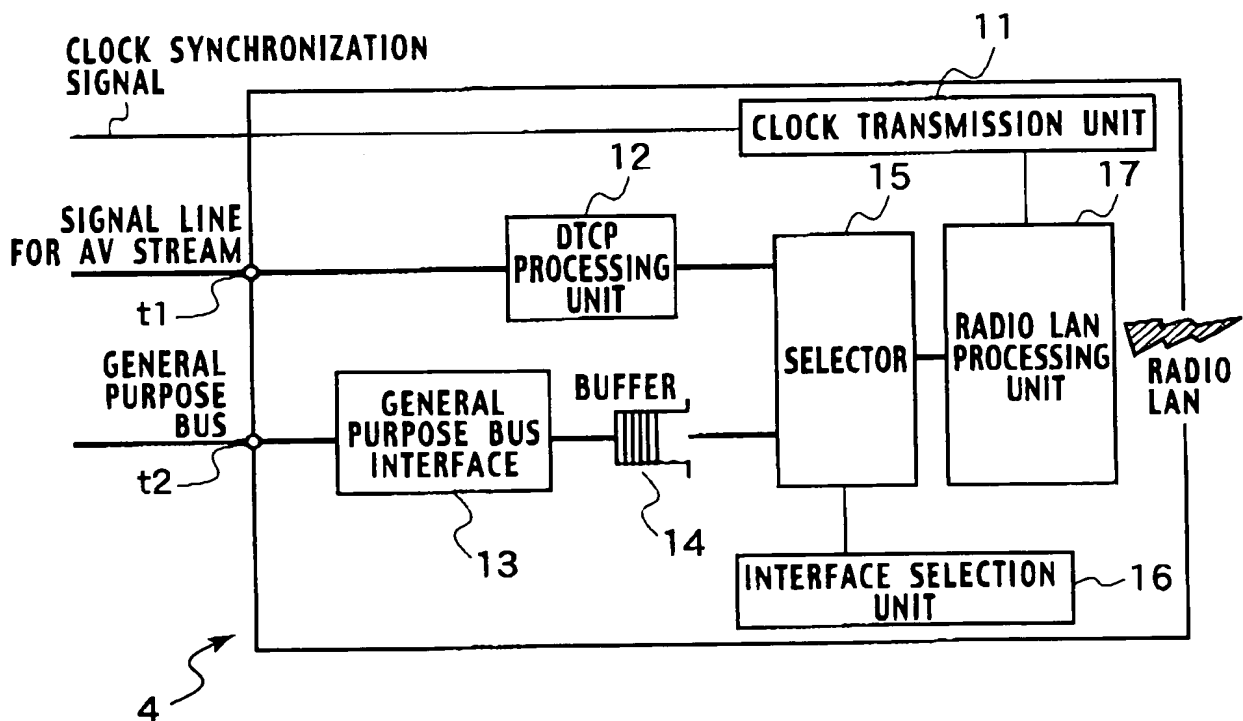 CLOCK SYNCHRONIZATION
SIGNAL
11
CLOCK TRANSMISSION UNIT
12
15
17
SIGNAL LINE
FOR AV STREAM
t1
DTCP
PROCESSING
UNIT
SELECTOR
RADIO LAN
PROCESSING
UNIT
RADIO
LAN
GENERAL
PURPOSE
BUS
t2
GENERAL
PURPOSE BUS
INTERFACE
BUFFER
13
14
INTERFACE SELECTION
UNIT
16
4